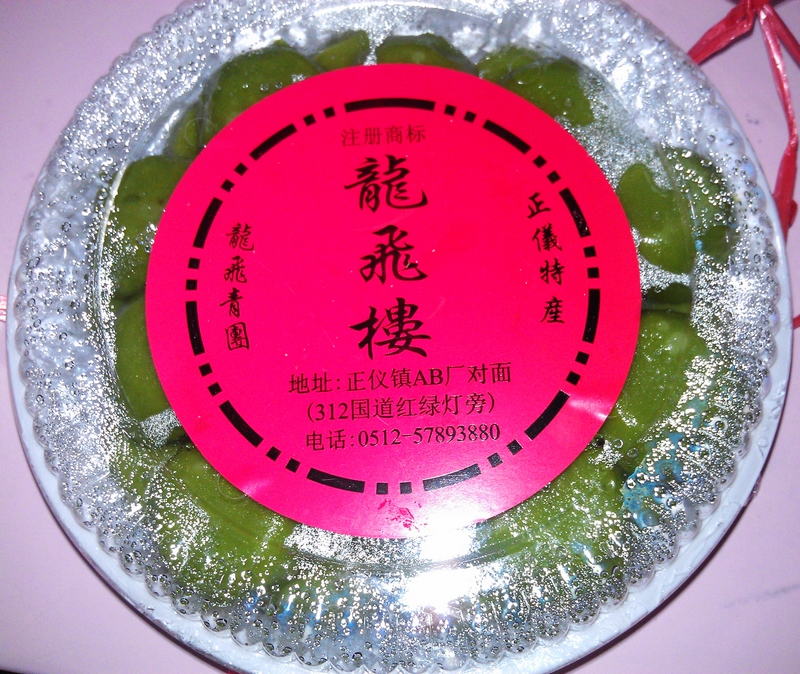 注册商标
龍飛樓
正儀特産
龍飛青團
地址:正仪镇AB厂对面
(312国道红绿灯旁)
电话:0512-57893880